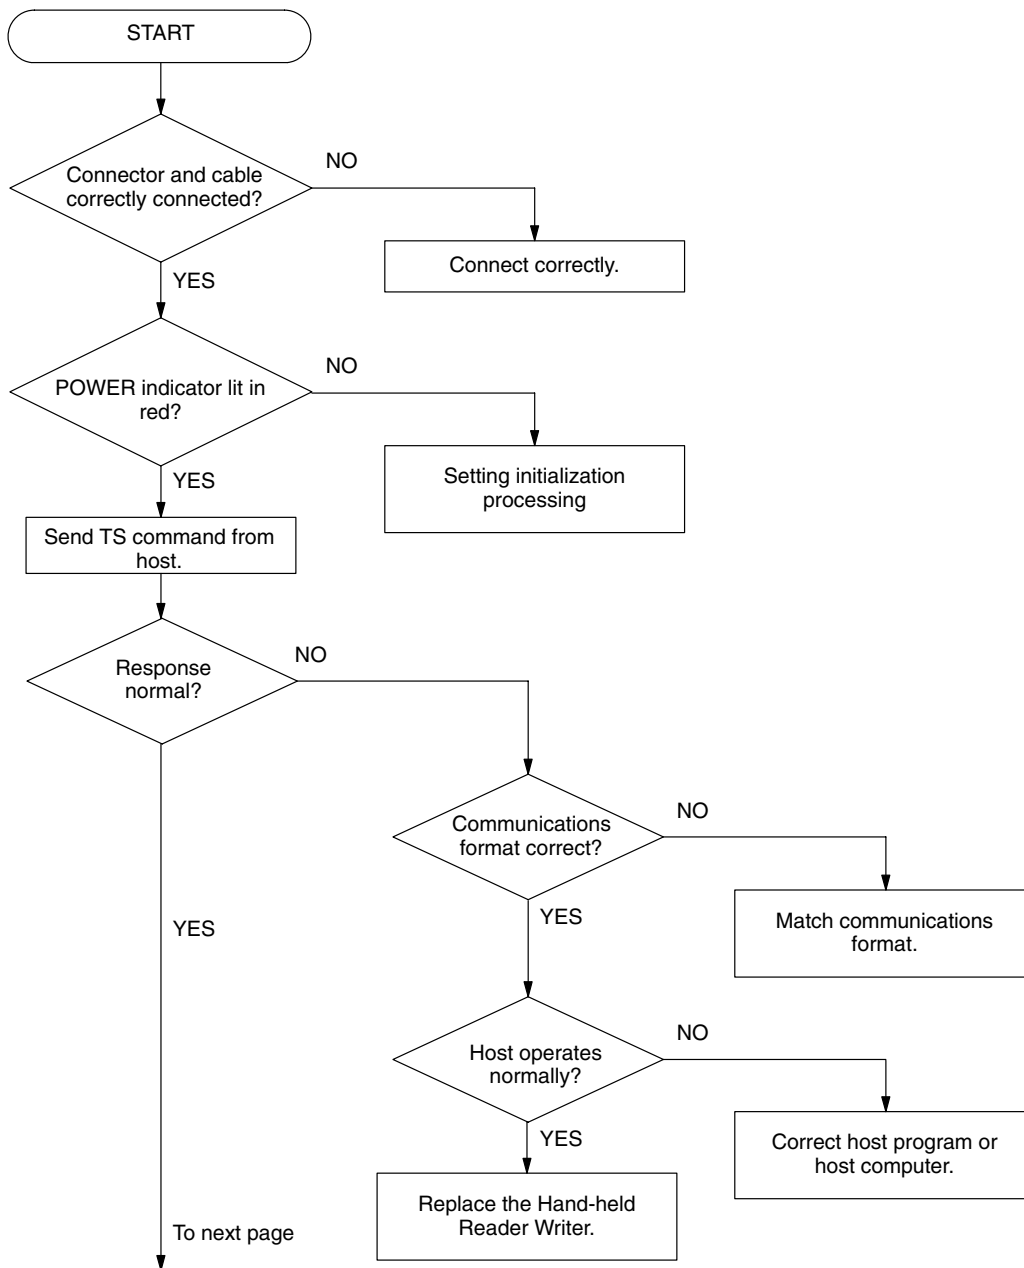 START
NO
Connector and cable
correctly connected?
Connect correctly.
YES
NO
POWER indicator lit in
red?
Setting initialization
processing
YES
Send TS command from
host.
NO
Response
normal?
NO
Communications
format correct?
YES
YES
Match communications
format.
NO
Host operates
normally?
YES
Correct host program or
host computer.
Replace the Hand-held
Reader Writer.
To next page